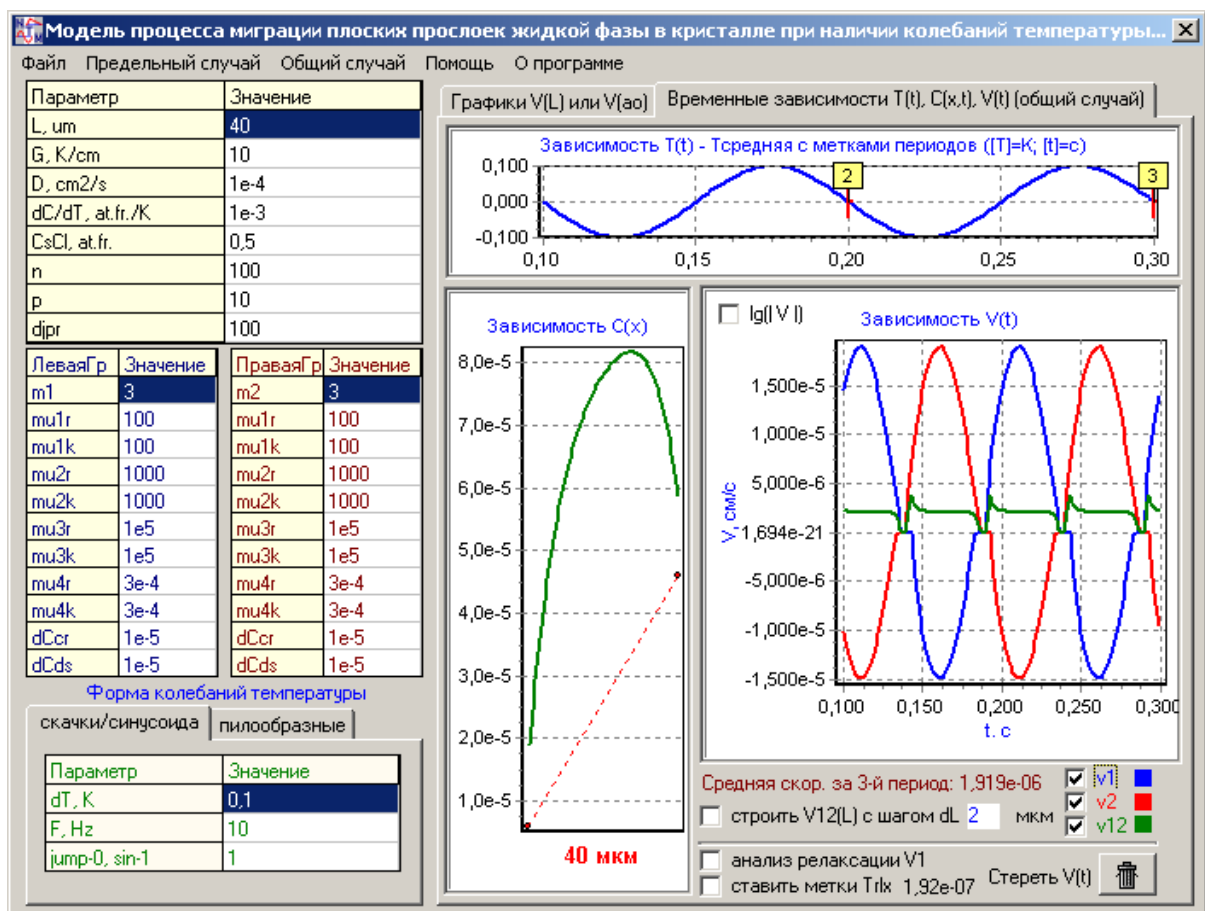 Модель процесса миграции плоских прослоек жидкой фазы в кристалле при наличии колебаний температуры...
Файл Предельный случай Общий случай Помощь О программе
Параметр Значение
L, um 40
G, K/cm 10
D, cm2/s 1e-4
dC/dT, at.fr./K 1e-3
CsCl, at.fr. 0,5
n 100
p 10
djpr 100
ЛеваяГр Значение
m1 3
mu1r 100
mu1k 100
mu2r 1000
mu2k 1000
mu3r 1e5
mu3k 1e5
mu4r 3e-4
mu4k 3e-4
dCcr 1e-5
dCds 1e-5
ПраваяГр Значение
m2 3
mu1r 100
mu1k 100
mu2r 1000
mu2k 1000
mu3r 1e5
mu3k 1e5
mu4r 3e-4
mu4k 3e-4
dCcr 1e-5
dCds 1e-5
Форма колебаний температуры
скачки/синусоида пилообразные
Параметр Значение
dT, K 0,1
F, Hz 10
jump-0, sin-1 1
Графики V(L) или V(ao) Временные зависимости T(t), C(x,t), V(t) (общий случай)
Зависимость T(t) - Tсредняя с метками периодов ([T]=K; [t]=c)
0,100
0,000
-0,100
2 3
0,10 0,15 0,20 0,25 0,30
Зависимость C(x)
8,0e-5
7,0e-5
6,0e-5
5,0e-5
4,0e-5
3,0e-5
2,0e-5
1,0e-5
40 мкм
lg(| V |) Зависимость V(t)
1,500e-5
1,000e-5
5,000e-6
1,694e-21
-5,000e-6
-1,000e-5
-1,500e-5
V, см/с
0,100 0,150 0,200 0,250 0,300
t. c
Средняя скор. за 3-й период: 1,919e-06
v1
v2
v12
строить V12(L) с шагом dL 2 мкм
анализ релаксации V1
ставить метки Trlx 1,92e-07
Стереть V(t)